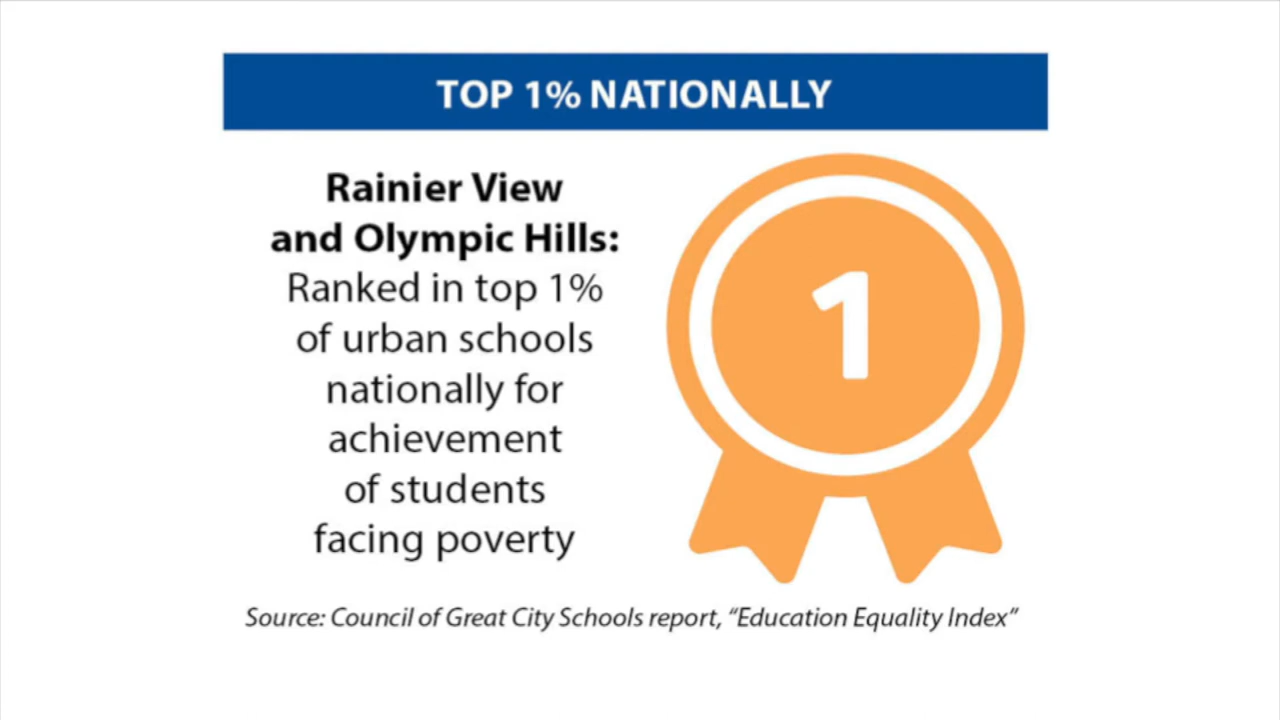 TOP 1% NATIONALLY
Rainier View
and Olympic Hills:
Ranked in top 1%
of urban schools
nationally for
achievement
of students
facing poverty
1
Source: Council of Great City Schools report, “Education Equality Index”